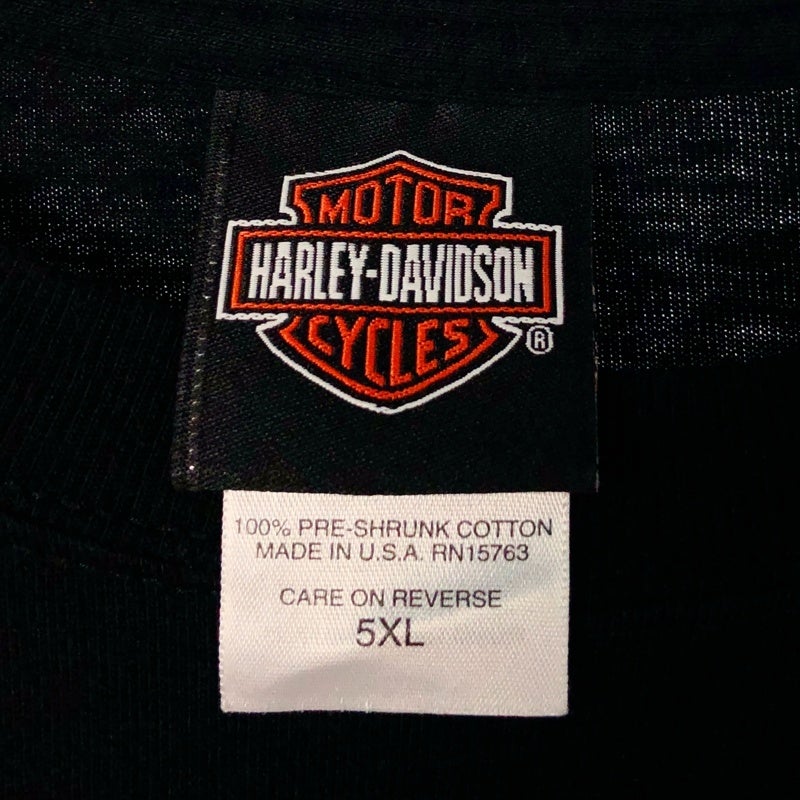 MOTOR
HARLEY-DAVIDSON
CYCLES
®
100% PRE-SHRUNK COTTON
MADE IN U.S.A. RN15763
CARE ON REVERSE
5XL